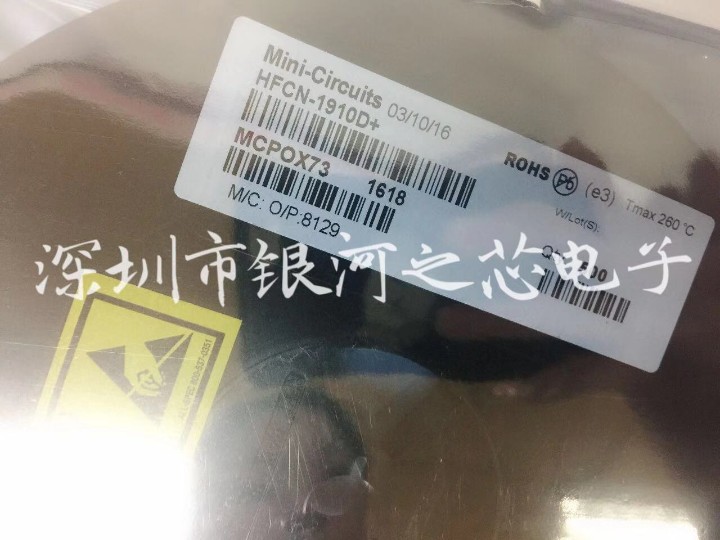 Mini-Circuits 03/10/16
HFCN-1910D+
MCPOX73 1618
M/C: O/P:8129
ROHS Pb (e3) Tmax 260 °C
W/Lot(S):
深圳市银河之芯电子